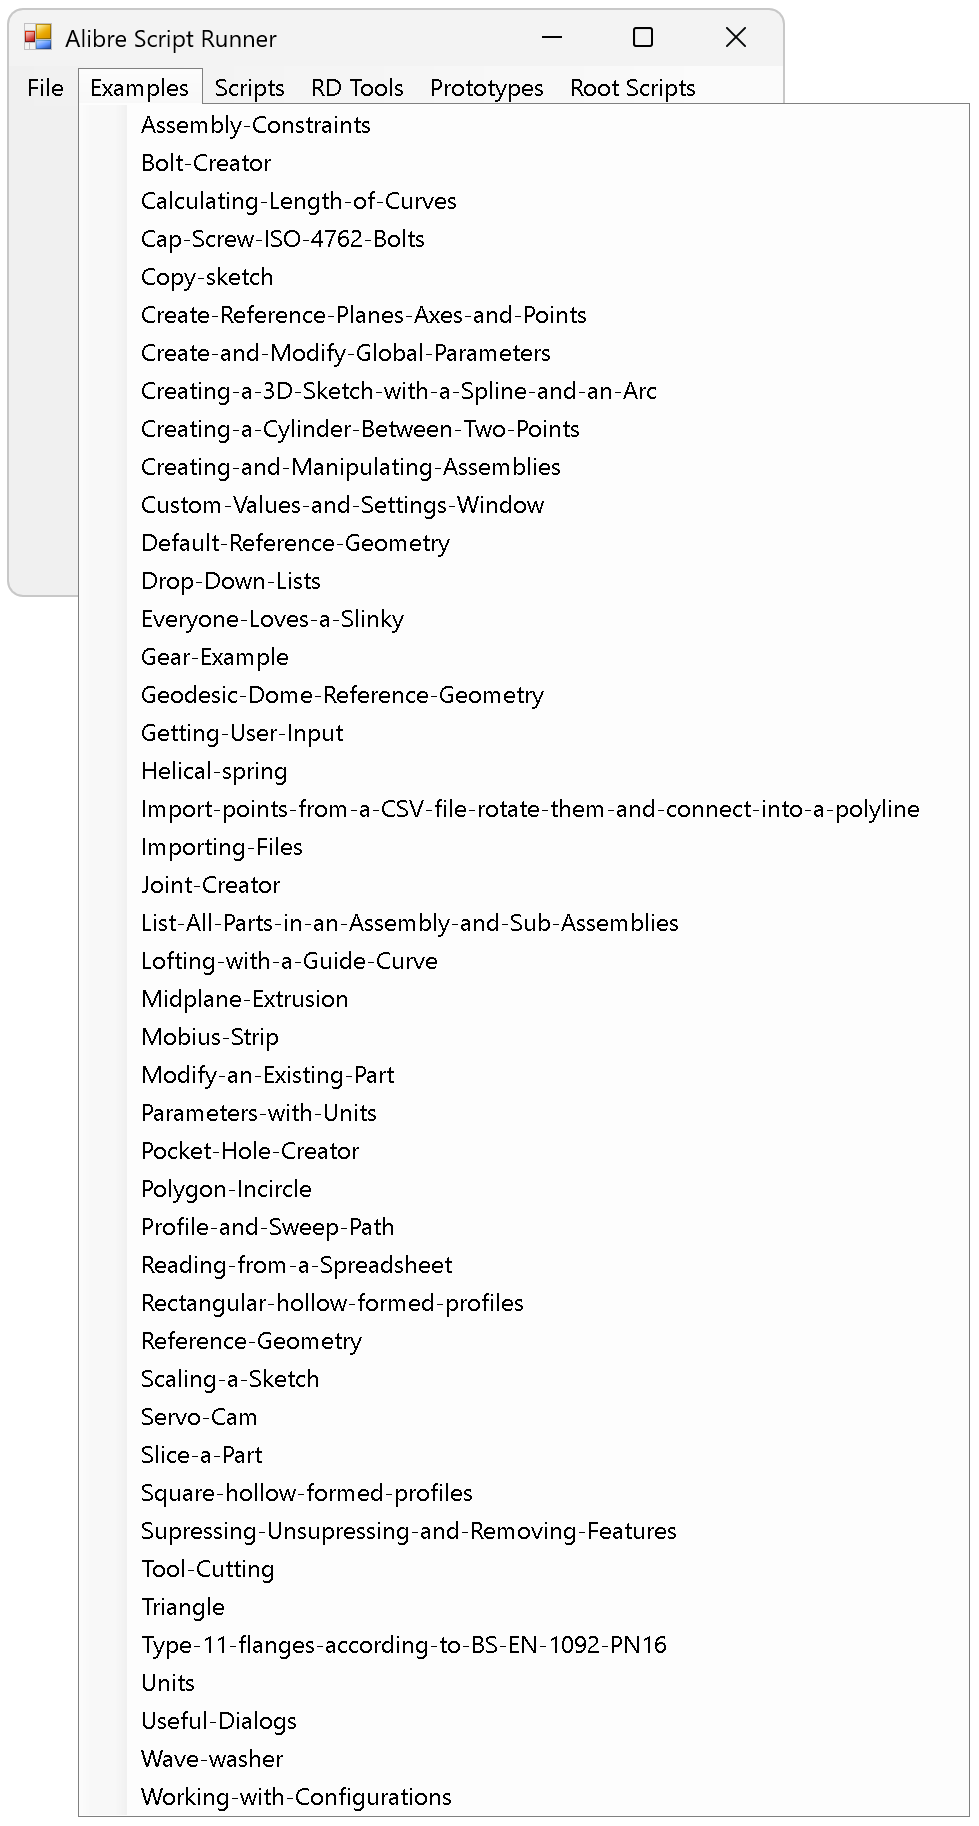 Alibre Script Runner
File Examples Scripts RD Tools Prototypes Root Scripts
Assembly-Constraints
Bolt-Creator
Calculating-Length-of-Curves
Cap-Screw-ISO-4762-Bolts
Copy-sketch
Create-Reference-Planes-Axes-and-Points
Create-and-Modify-Global-Parameters
Creating-a-3D-Sketch-with-a-Spline-and-an-Arc
Creating-a-Cylinder-Between-Two-Points
Creating-and-Manipulating-Assemblies
Custom-Values-and-Settings-Window
Default-Reference-Geometry
Drop-Down-Lists
Everyone-Loves-a-Slinky
Gear-Example
Geodesic-Dome-Reference-Geometry
Getting-User-Input
Helical-spring
Import-points-from-a-CSV-file-rotate-them-and-connect-into-a-polyline
Importing-Files
Joint-Creator
List-All-Parts-in-an-Assembly-and-Sub-Assemblies
Lofting-with-a-Guide-Curve
Midplane-Extrusion
Mobius-Strip
Modify-an-Existing-Part
Parameters-with-Units
Pocket-Hole-Creator
Polygon-Incircle
Profile-and-Sweep-Path
Reading-from-a-Spreadsheet
Rectangular-hollow-formed-profiles
Reference-Geometry
Scaling-a-Sketch
Servo-Cam
Slice-a-Part
Square-hollow-formed-profiles
Supressing-Unsupressing-and-Removing-Features
Tool-Cutting
Triangle
Type-11-flanges-according-to-BS-EN-1092-PN16
Units
Useful-Dialogs
Wave-washer
Working-with-Configurations